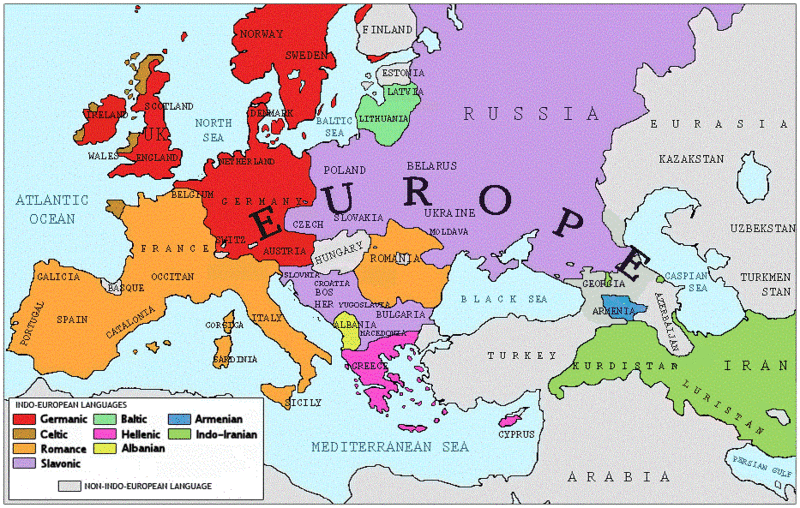 NORWAY
SWEDEN
FINLAND
ESTONIA
LATVIA
LITHUANIA
RUSSIA
EURASIA
KAZAKSTAN
UZBEKISTAN
TURKMEN
STAN
SCOTLAND
IRELAND
UK
WALES
ENGLAND
NORTH
SEA
DENMARK
BALTIC
SEA
NETHERLAND
BELGIUM
GERMANY
POLAND
BELARUS
EUROPE
ATLANTIC
OCEAN
CZECH
SLOVAKIA
UKRAINE
MOLDAVA
FRANCE
SWITZ
AUSTRIA
HUNGARY
ROMANIA
GALICIA
BASQUE
OCCITAN
PORTUGAL
SPAIN
CATALONIA
CORSICA
SARDINIA
ITALY
SICILY
SLOVNIA
CROATIA
BOS
HER
YUGOSLAVIA
BULGARIA
ALBANIA
MACEDONIA
GREECE
BLACK SEA
GEORGIA
ARMENIA
AZERBAIJAN
CASPIAN
SEA
TURKEY
KURDISTAN
IRAN
LURISTAN
CYPRUS
MEDITERRANEAN SEA
ARABIA
PERSIAN GULF
INDO-EUROPEAN LANGUAGES
Germanic
Celtic
Romance
Slavonic
Baltic
Hellenic
Albanian
Armenian
Indo-Iranian
NON-INDO-EUROPEAN LANGUAGE